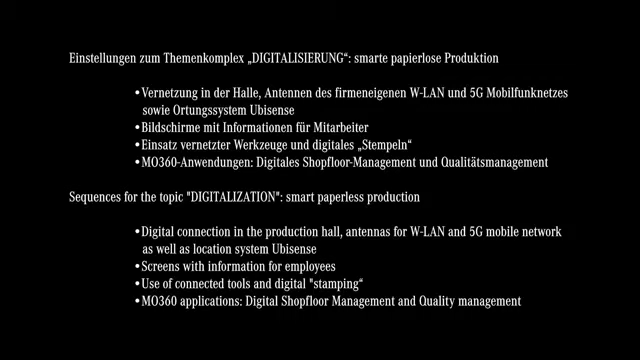 Einstellungen zum Themenkomplex „DIGITALISIERUNG“: smarte papierlose Produktion
•Vernetzung in der Halle, Antennen des firmeneigenen W-LAN und 5G Mobilfunknetzes
sowie Ortungssystem Ubisense
•Bildschirme mit Informationen für Mitarbeiter
•Einsatz vernetzter Werkzeuge und digitales „Stempeln“
•MO360-Anwendungen: Digitales Shopfloor-Management und Qualitätsmanagement
Sequences for the topic "DIGITALIZATION": smart paperless production
•Digital connection in the production hall, antennas for W-LAN and 5G mobile network
as well as location system Ubisense
•Screens with information for employees
•Use of connected tools and digital "stamping“
•MO360 applications: Digital Shopfloor Management and Quality management